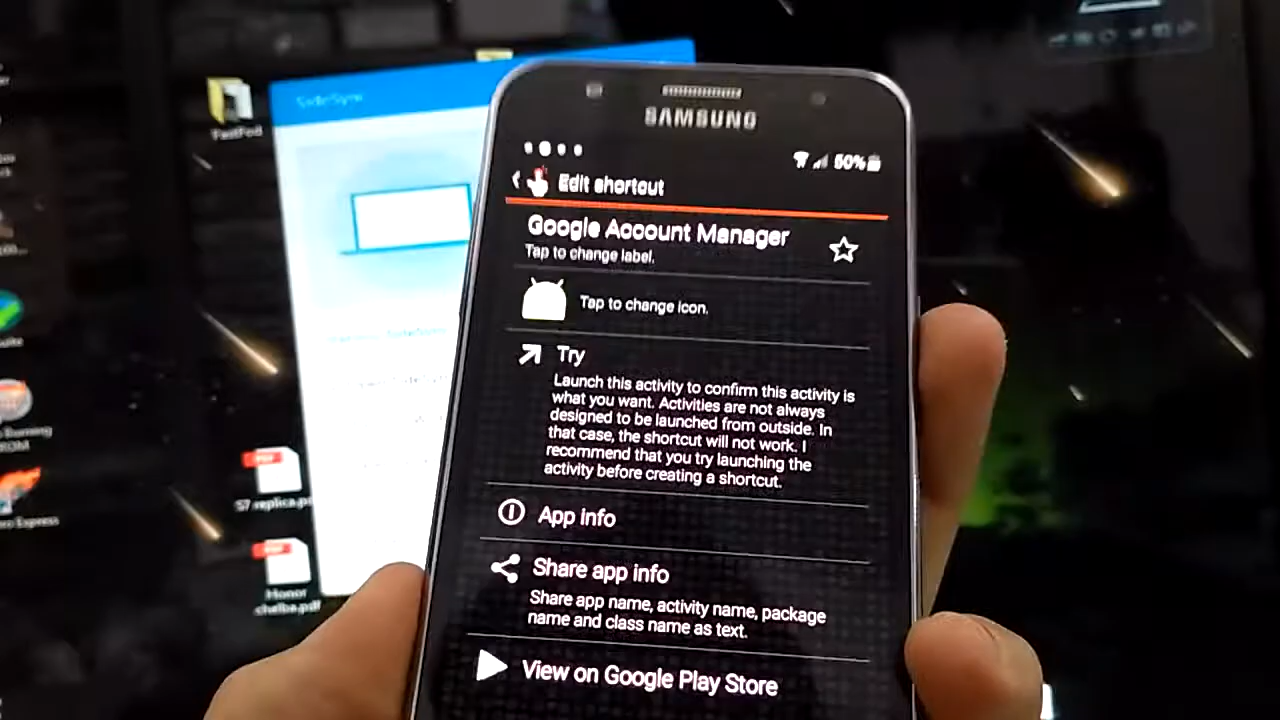 SideSync
SAMSUNG
50%
Edit shortcut
Google Account Manager
Tap to change label.
Tap to change icon.
Try
Launch this activity to confirm this activity is
what you want. Activities are not always
designed to be launched from outside. In
that case, the shortcut will not work. I
recommend that you try launching the
activity before creating a shortcut.
App info
Share app info
Share app name, activity name, package
name and class name as text.
View on Google Play Store
PDF
S7 replica.pdf
PDF
Honor